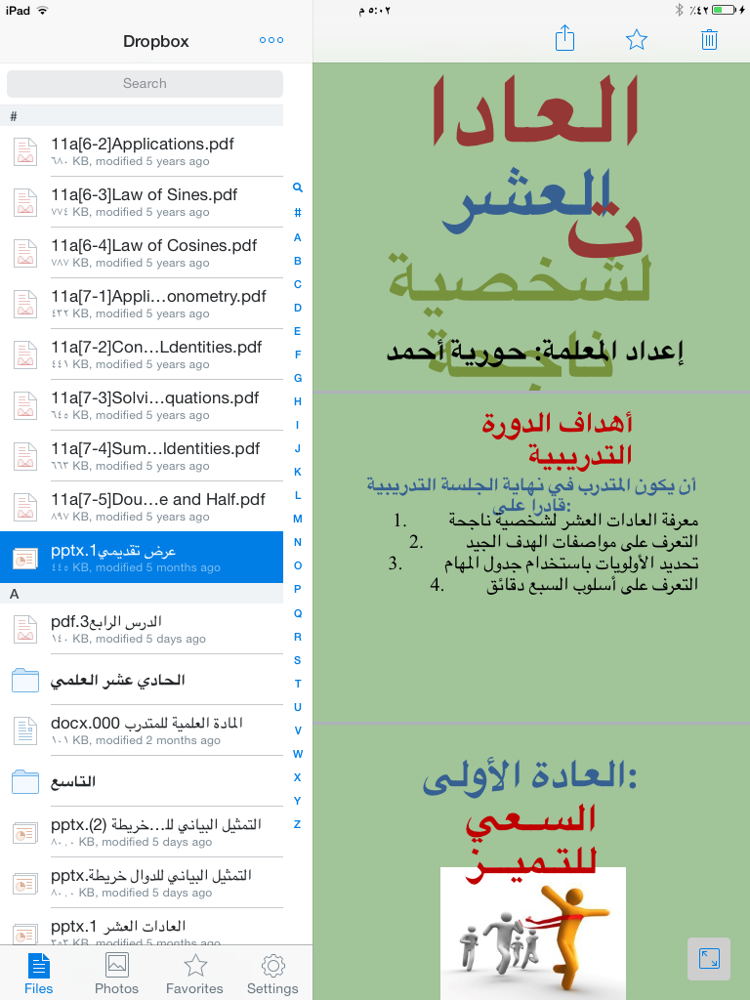 iPad
٥:٠٢ م
٪٤٢
Dropbox
Search
#
11a[6-2]Applications.pdf
٦٨٠ KB, modified 5 years ago
11a[6-3]Law of Sines.pdf
٧٧٤ KB, modified 5 years ago
11a[6-4]Law of Cosines.pdf
٧٨٧ KB, modified 5 years ago
11a[7-1]Appli…onometry.pdf
٤٣٢ KB, modified 5 years ago
11a[7-2]Con…Ldentities.pdf
٤٤١ KB, modified 5 years ago
11a[7-3]Solvi…quations.pdf
٦٤٥ KB, modified 5 years ago
11a[7-4]Sum…Identities.pdf
٦٦٣ KB, modified 5 years ago
11a[7-5]Dou…e and Half.pdf
٨٩٧ KB, modified 5 years ago
عرض تقديمي1.pptx
٤٤٥ KB, modified 5 months ago
A
الدرس الرابع3.pdf
١٤٠ KB, modified 5 days ago
الحادي عشر العلمي
المادة العلمية للمتدرب 000.docx
١٠١ KB, modified 2 months ago
التاسع
التمثيل البياني للـ…خريطة (2).pptx
٨٠,٠ KB, modified 5 days ago
التمثيل البياني للدوال خريطة.pptx
٨٠,٠ KB, modified 5 days ago
العادات العشر 1.pptx
٣٥٣ KB, modified 5 months ago
#
A
B
C
D
E
F
G
H
I
J
K
L
M
N
O
P
Q
R
S
T
U
V
W
X
Y
Z
Files
Photos
Favorites
Settings
العادا
ت
العشر
لشخصية
ناجحة
إعداد المعلمة: حورية أحمد
أهداف الدورة
التدريبية
أن يكون المتدرب في نهاية الجلسة التدريبية
قادرا على:
1. معرفة العادات العشر لشخصية ناجحة
2. التعرف على مواصفات الهدف الجيد
3. تحديد الأولويات باستخدام جدول المهام
4. التعرف على أسلوب السبع دقائق
العادة الأولى:
السـعي
للتميـــز